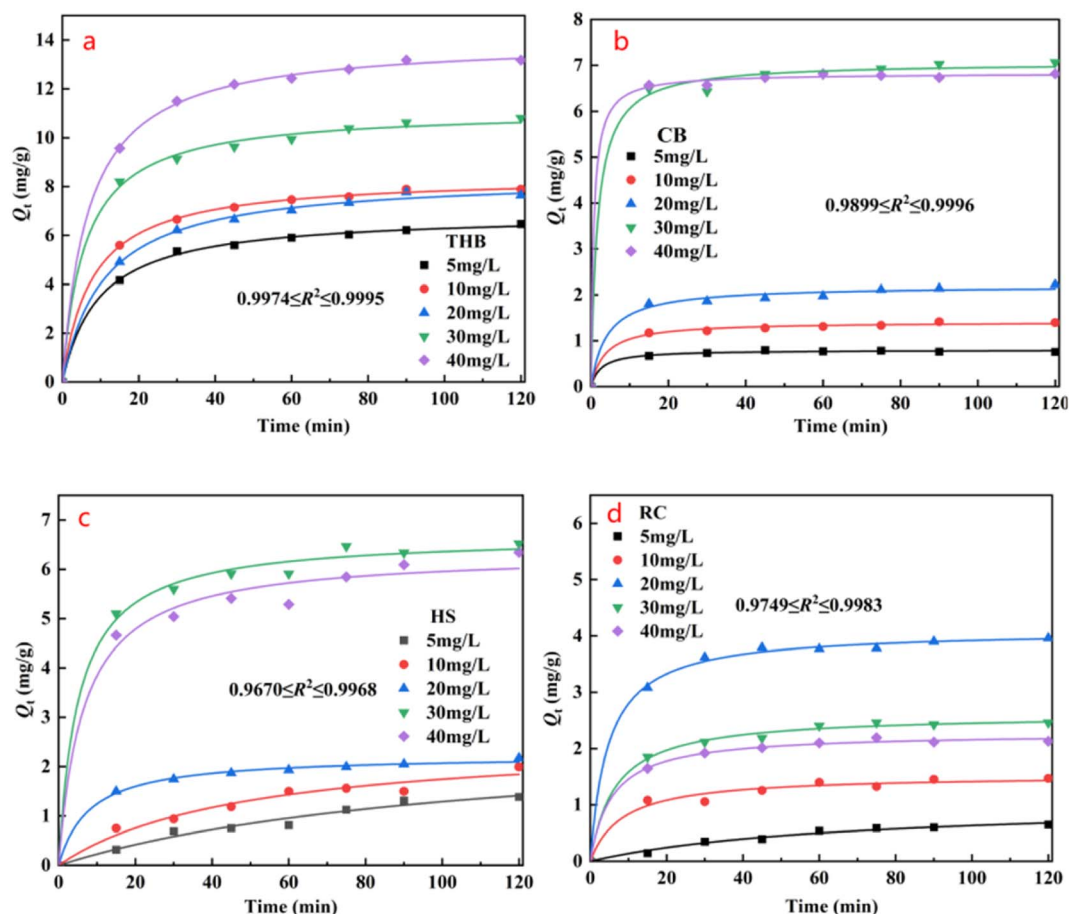 a
14
12
10
8
6
4
2
0
Qt (mg/g)
THB
5mg/L
10mg/L
20mg/L
30mg/L
40mg/L
0.9974≤R²≤0.9995
0 20 40 60 80 100 120
Time (min)
b
8
7
6
5
4
3
2
1
0
Qt (mg/g)
CB
5mg/L
10mg/L
20mg/L
30mg/L
40mg/L
0.9899≤R²≤0.9996
0 20 40 60 80 100 120
Time (min)
c
7
6
5
4
3
2
1
0
Qt (mg/g)
HS
5mg/L
10mg/L
20mg/L
30mg/L
40mg/L
0.9670≤R²≤0.9968
0 20 40 60 80 100 120
Time (min)
d
6
5
4
3
2
1
0
Qt (mg/g)
RC
5mg/L
10mg/L
20mg/L
30mg/L
40mg/L
0.9749≤R²≤0.9983
0 20 40 60 80 100 120
Time (min)